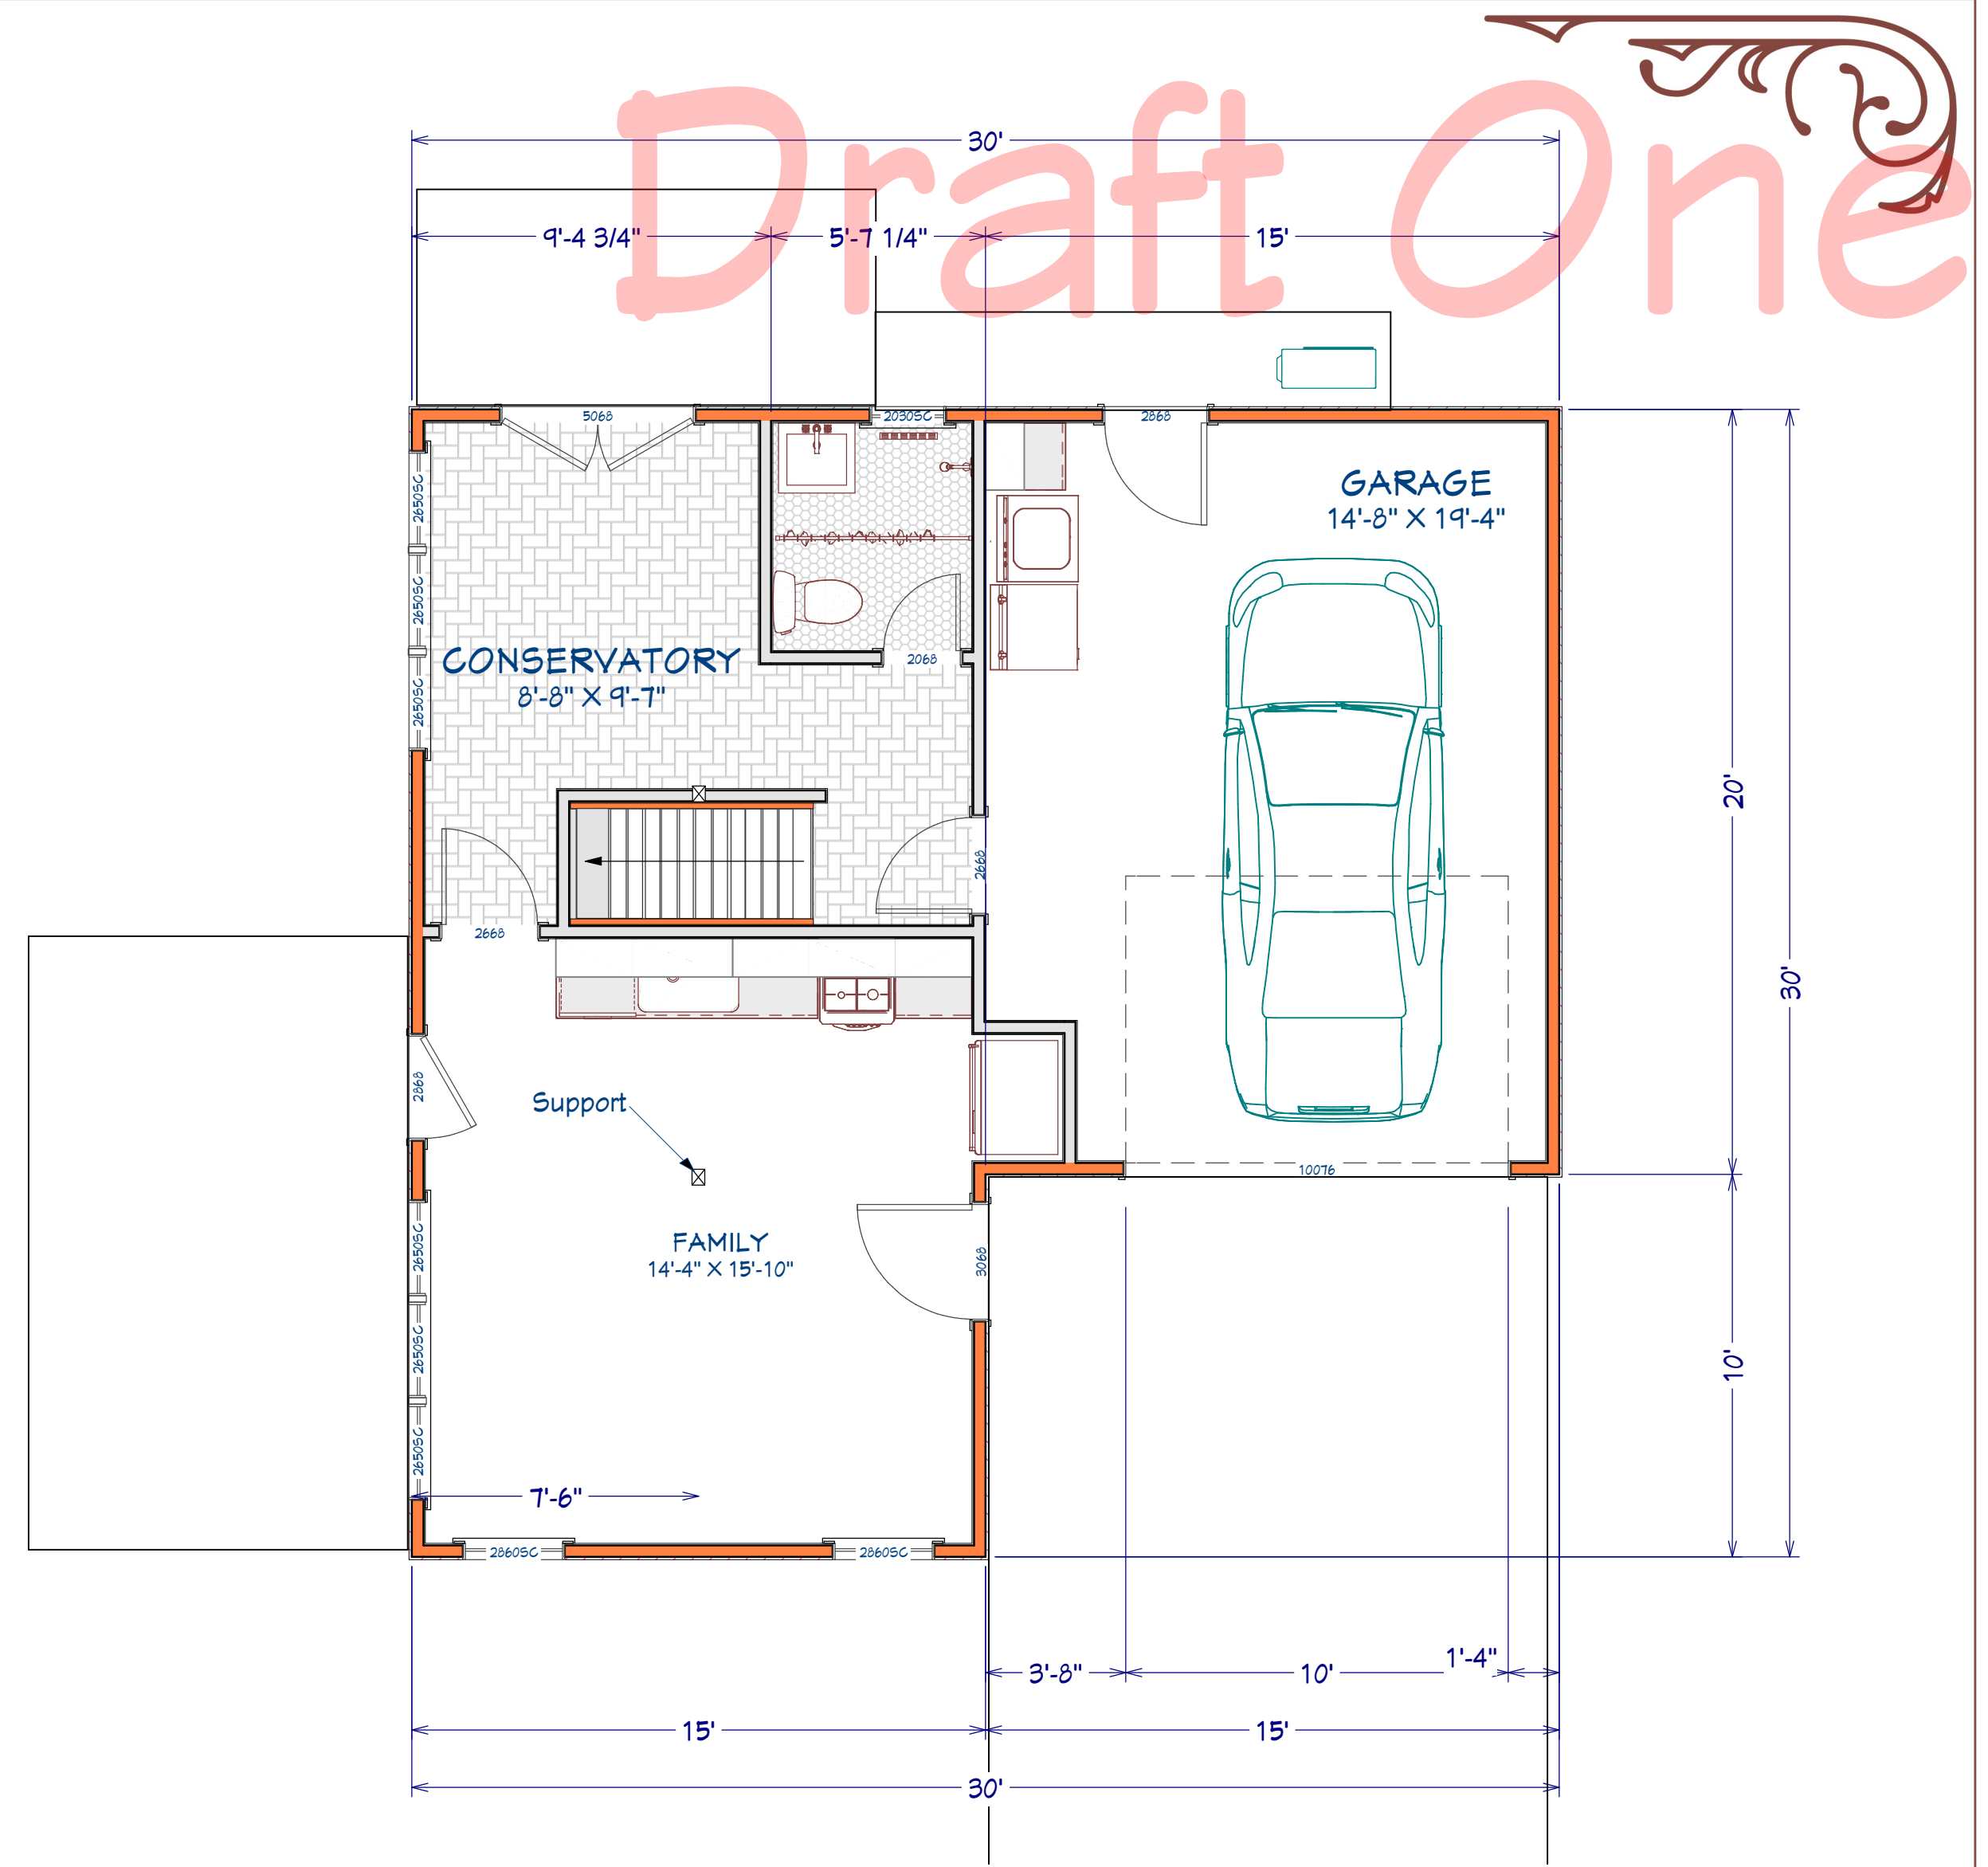 Draft One
30'
9'-4 3/4"
5'-7 1/4"
15'
5068
2030SC
2868
2650SC
2650SC
2650SC
GARAGE
14'-8" X 19'-4"
CONSERVATORY
8'-8" X 9'-7"
2068
20'
2668
2668
30'
2868
Support
10076
FAMILY
14'-4" X 15'-10"
3068
2650SC
2650SC
2650SC
10'
7'-6"
2860SC
2860SC
3'-8"
10'
1'-4"
15'
15'
30'